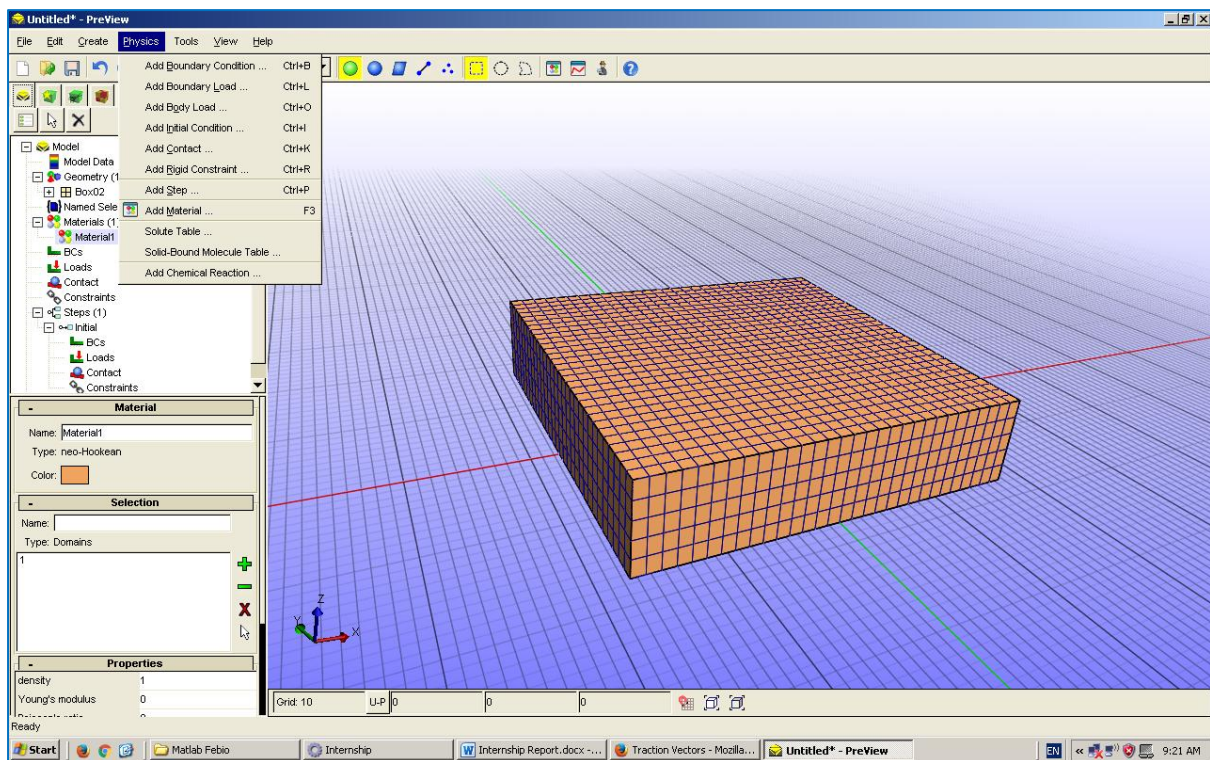 Untitled* - PreView
File Edit Create Physics Tools View Help
Add Boundary Condition ... Ctrl+B
Add Boundary Load ... Ctrl+L
Add Body Load ... Ctrl+O
Add Initial Condition ... Ctrl+I
Add Contact ... Ctrl+K
Add Rigid Constraint ... Ctrl+R
Add Step ... Ctrl+P
Add Material ... F3
Solute Table ...
Solid-Bound Molecule Table ...
Add Chemical Reaction ...
Model
Model Data
Geometry (1
Box02
Named Sele
Materials (1)
Material1
BCs
Loads
Contact
Constraints
Steps (1)
Initial
BCs
Loads
Contact
Constraints
- Material
Name: Material1
Type: neo-Hookean
Color:
- Selection
Name:
Type: Domains
1
- Properties
density 1
Young's modulus 0
Z
Y X
Grid: 10 U-P 0 0 0
Ready
Start Matlab Febio Internship Internship Report.docx -... Traction Vectors - Mozilla... Untitled* - PreView EN « 9:21 AM